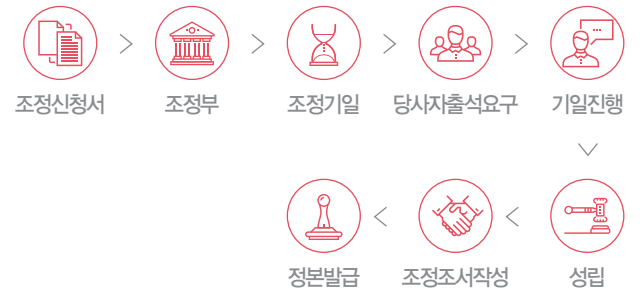 조정신청서
조정부
조정기일
당사자출석요구
기일진행
성립
조정조서작성
정본발급